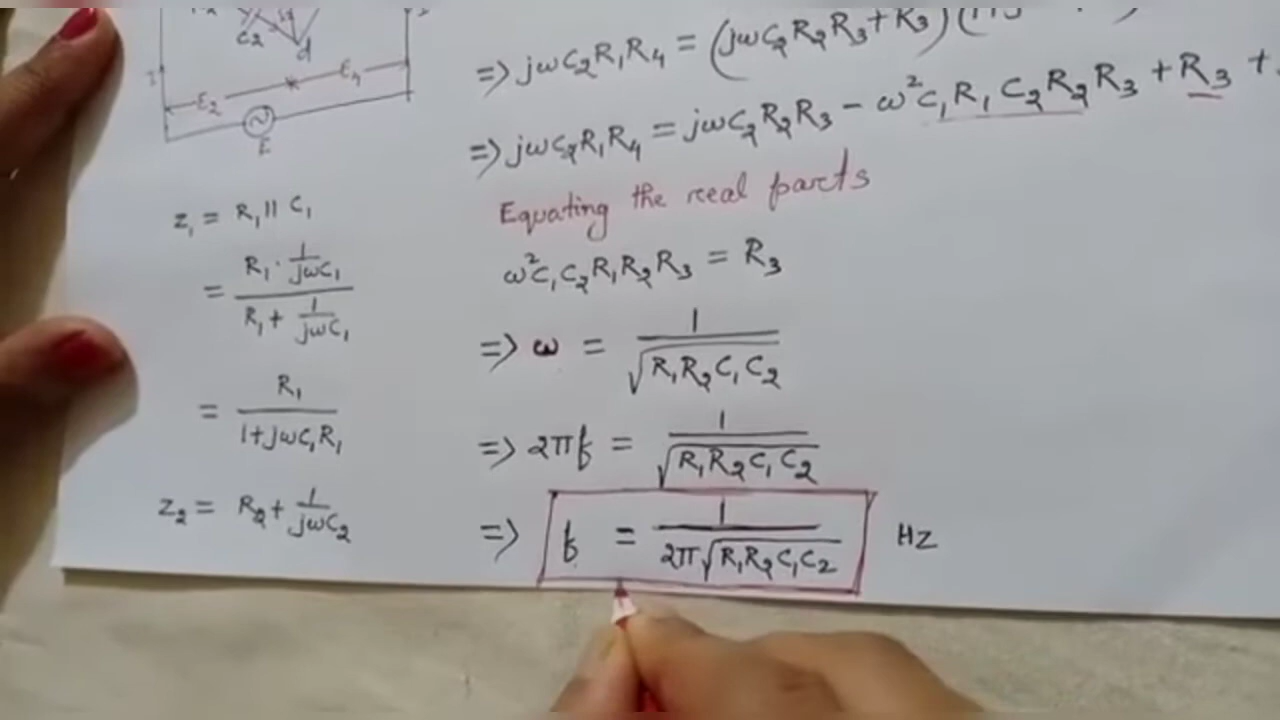 C2
d
E2
E4
E
Z1 = R1 || C1
= R1 · 1/jωC1 / R1 + 1/jωC1
= R1 / 1+jωC1R1
Z2 = R2 + 1/jωC2
=> jωC2R1R4 = (jωC2R2R3 + R3)
=> jωC2R1R4 = jωC2R2R3 − ω²C1R1C2R2R3 + R3 +
Equating the real parts
ω²C1C2R1R2R3 = R3
=> ω = 1 / √R1R2C1C2
=> 2πf = 1 / √R1R2C1C2
=> f = 1 / 2π√R1R2C1C2 HZ